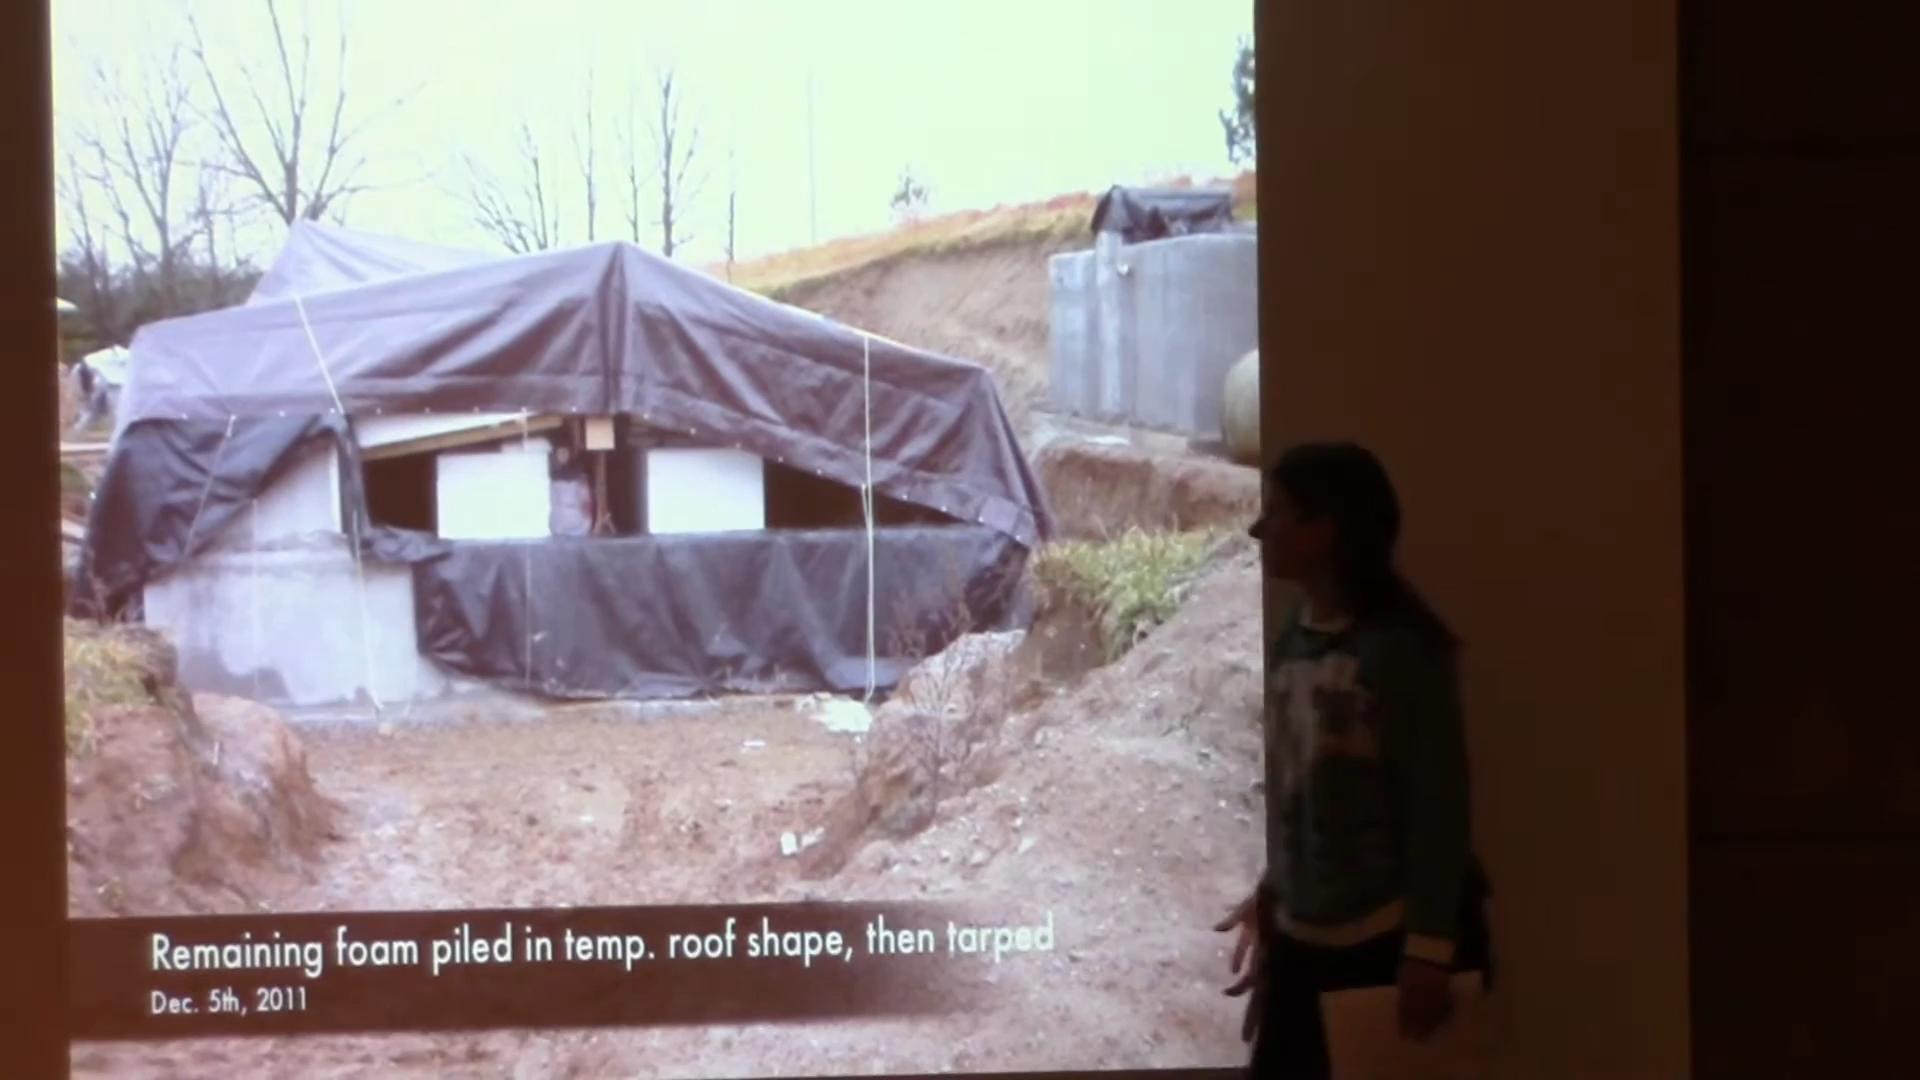 Remaining foam piled in temp. roof shape, then tarped
Dec. 5th, 2011